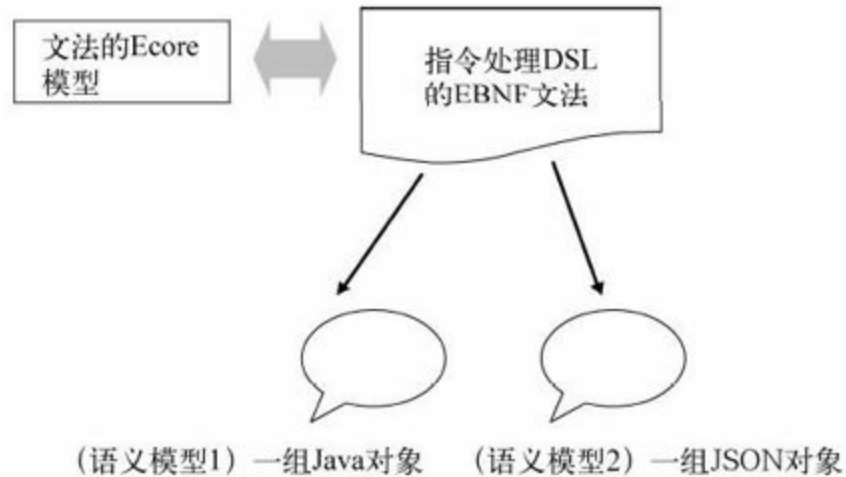 文法的Ecore
模型
指令处理DSL
的EBNF文法
（语义模型1）一组Java对象
（语义模型2）一组JSON对象